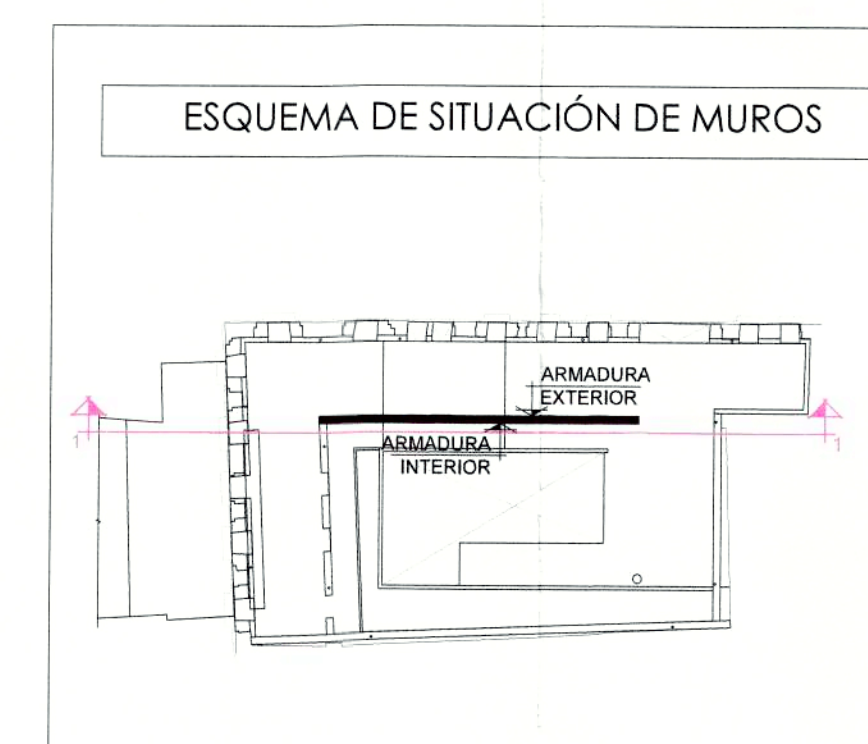 ESQUEMA DE SITUACIÓN DE MUROS
ARMADURA
EXTERIOR
1
1
ARMADURA
INTERIOR